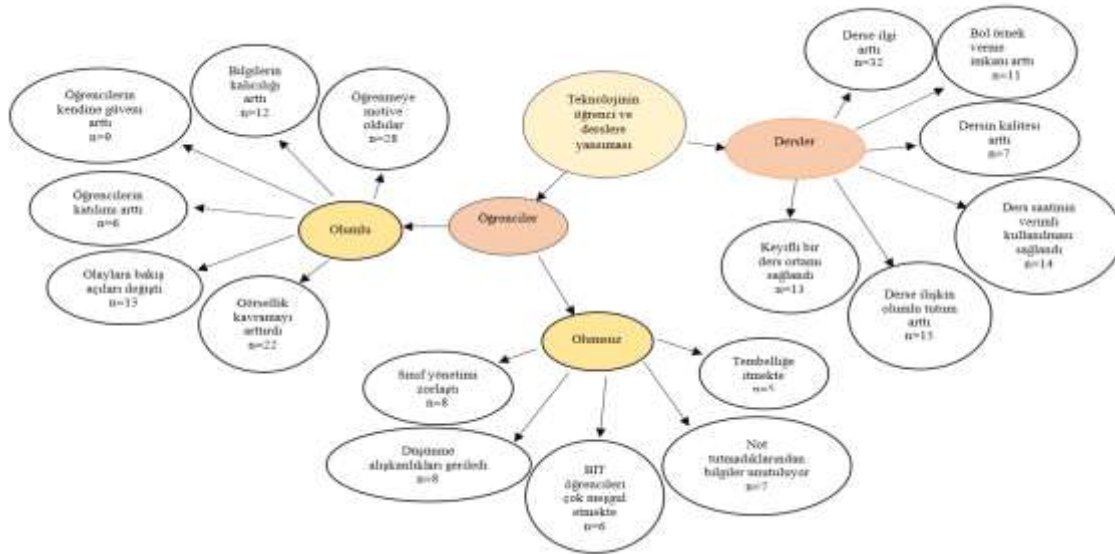 Teknolojinin
öğrenci ve
derslere
yansıması
Öğrenciler
Dersler
Olumlu
Olumsuz
Öğrencilerin
kendine güveni
arttı
n=9
Bilgilerin
kalıcılığı
arttı
n=12
Öğrenmeye
motive
oldular
n=28
Öğrencilerin
katılımı arttı
n=6
Olaylara bakış
açıları değişti
n=13
Görsellik
kavramayı
arttırdı
n=22
Derse ilgi
arttı
n=32
Bol örnek
verme
imkanı arttı
n=11
Dersin kalitesi
arttı
n=7
Ders saatinin
verimli
kullanılması
sağlandı
n=14
Derse ilişkin
olumlu tutum
arttı
Keyifli bir
ders ortamı
sağlandı
n=13
Sınıf yönetimi
zorlaştı
n=8
Düşünme
alışkanlıkları geriledi
n=8
BİT
öğrencileri
çok meşgul
etmekte
n=6
Not
tutmadıklarından
bilgiler unutuluyor
n=7
Tembelliğe
itmekte
n=5